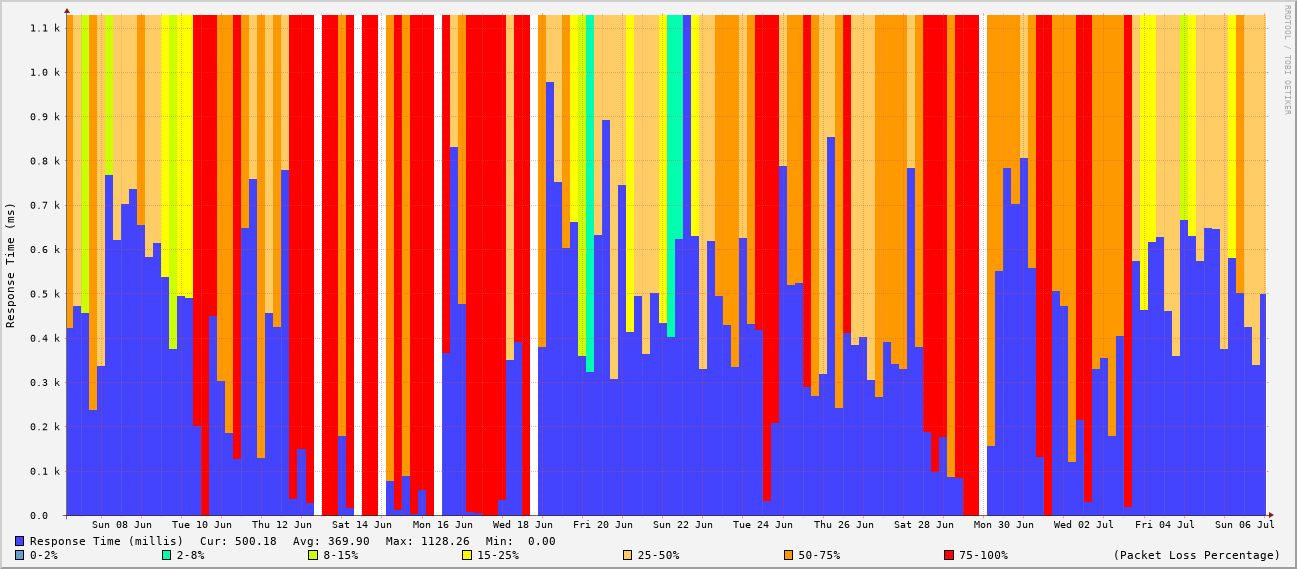 RRDTOOL / TOBI OETIKER
Response Time (ms)
1.1 k
1.0 k
0.9 k
0.8 k
0.7 k
0.6 k
0.5 k
0.4 k
0.3 k
0.2 k
0.1 k
0.0
Sun 08 Jun Tue 10 Jun Thu 12 Jun Sat 14 Jun Mon 16 Jun Wed 18 Jun Fri 20 Jun Sun 22 Jun Tue 24 Jun Thu 26 Jun Sat 28 Jun Mon 30 Jun Wed 02 Jul Fri 04 Jul Sun 06 Jul
Response Time (millis) Cur: 500.18 Avg: 369.90 Max: 1128.26 Min: 0.00
0-2% 2-8% 8-15% 15-25% 25-50% 50-75% 75-100% (Packet Loss Percentage)